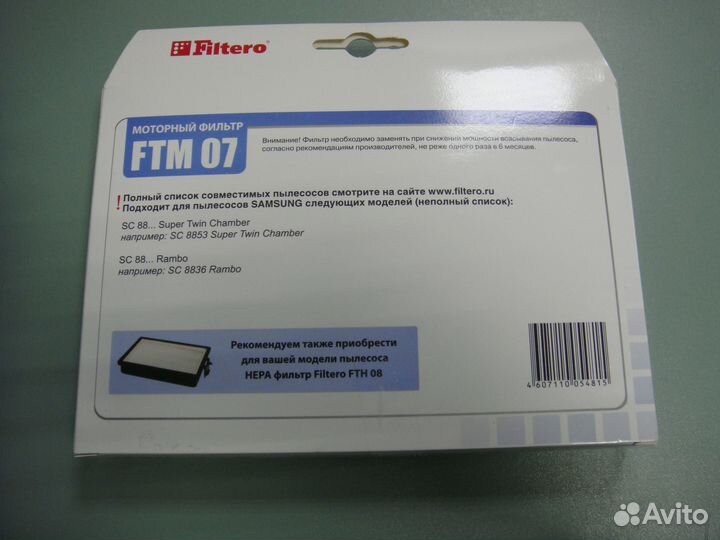 Filtero
МОТОРНЫЙ ФИЛЬТР
FTM 07
Внимание! Фильтр необходимо заменять при снижении мощности всасывания пылесоса,
согласно рекомендациям производителей, не реже одного раза в 6 месяцев.
! Полный список совместимых пылесосов смотрите на сайте www.filtero.ru
Подходит для пылесосов SAMSUNG следующих моделей (неполный список):
SC 88... Super Twin Chamber
например: SC 8853 Super Twin Chamber
SC 88... Rambo
например: SC 8836 Rambo
Рекомендуем также приобрести
для вашей модели пылесоса
HEPA фильтр Filtero FTH 08
4 607110 054815
Avito